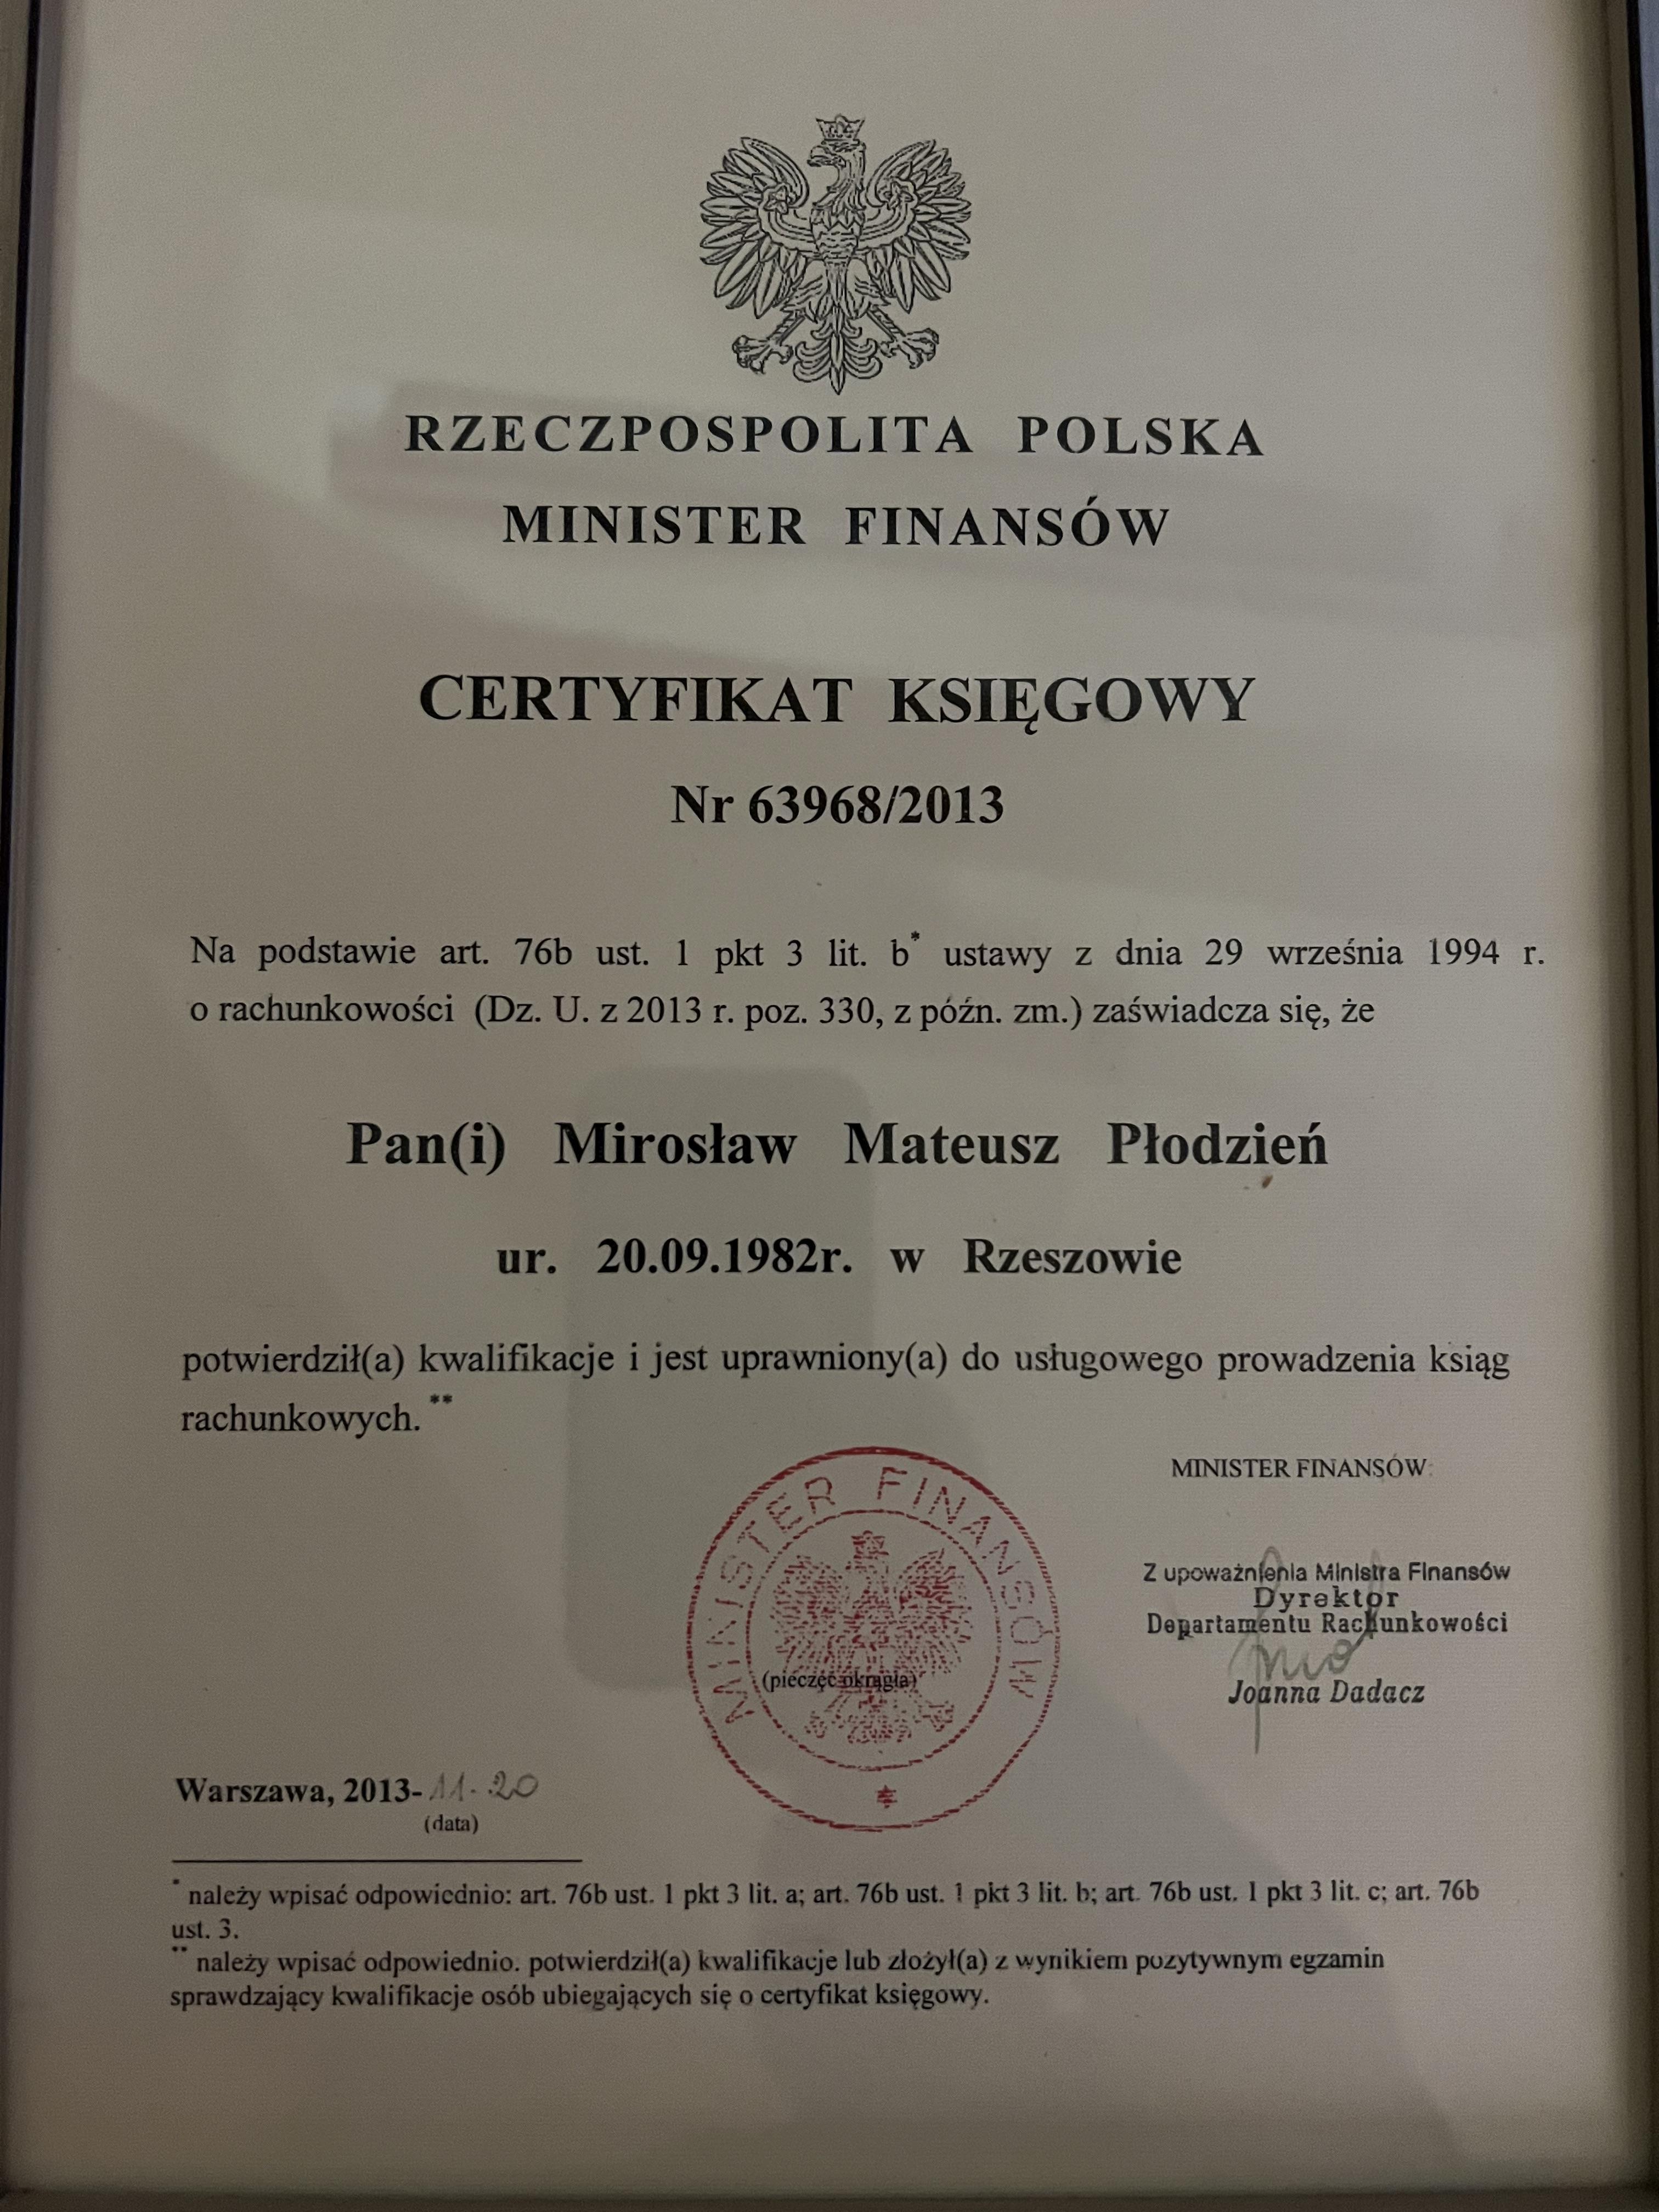 RZECZPOSPOLITA POLSKA
MINISTER FINANSÓW
CERTYFIKAT KSIĘGOWY
Nr 63968/2013
Na podstawie art. 76b ust. 1 pkt 3 lit. b* ustawy z dnia 29 września 1994 r.
o rachunkowości (Dz. U. z 2013 r. poz. 330, z późn. zm.) zaświadcza się, że
Pan(i) Mirosław Mateusz Płodzień
ur. 20.09.1982r. w Rzeszowie
potwierdził(a) kwalifikacje i jest uprawniony(a) do usługowego prowadzenia ksiąg
rachunkowych.**
MINISTER FINANSÓW
MINISTER FINANSÓW
(pieczęć okrągła)
Z upoważnienia Ministra Finansów
Dyrektor
Departamentu Rachunkowości
Joanna Dadacz
Warszawa, 2013-11-20
(data)
* należy wpisać odpowiednio: art. 76b ust. 1 pkt 3 lit. a; art. 76b ust. 1 pkt 3 lit. b; art. 76b ust. 1 pkt 3 lit. c; art. 76b
ust. 3.
** należy wpisać odpowiednio. potwierdził(a) kwalifikacje lub złożył(a) z wynikiem pozytywnym egzamin
sprawdzający kwalifikacje osób ubiegających się o certyfikat księgowy.